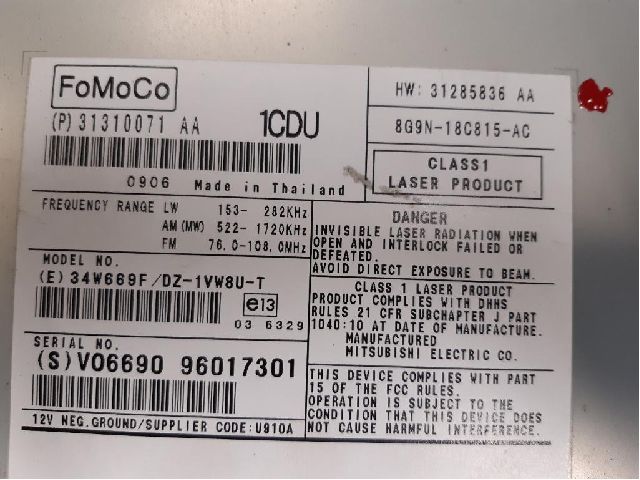 FoMoCo
(P) 31310071 AA
1CDU
HW: 31285836 AA
8G9N-18C815-AC
CLASS1
LASER PRODUCT
0906 Made in Thailand
FREQUENCY RANGE LW 153- 282KHz
AM (MW) 522- 1720KHz
FM 76.0-108.0MHz
DANGER
INVISIBLE LASER RADIATION WHEN
OPEN AND INTERLOCK FAILED OR
DEFEATED.
AVOID DIRECT EXPOSURE TO BEAM.
MODEL NO.
(E) 34W669F/DZ-1VW8U-T
e13
03 6329
CLASS 1 LASER PRODUCT
PRODUCT COMPLIES WITH DHHS
RULES 21 CFR SUBCHAPTER J PART
1040:10 AT DATE OF MANUFACTURE.
MANUFACTURED
MITSUBISHI ELECTRIC CO.
SERIAL NO.
(S)V06690 96017301
THIS DEVICE COMPLIES WITH PART
15 OF THE FCC RULES.
OPERATION IS SUBJECT TO THE
CONDITION THAT THIS DEVICE DOES
NOT CAUSE HARMFUL INTERFERENCE.
12V NEG.GROUND/SUPPLIER CODE:U910A